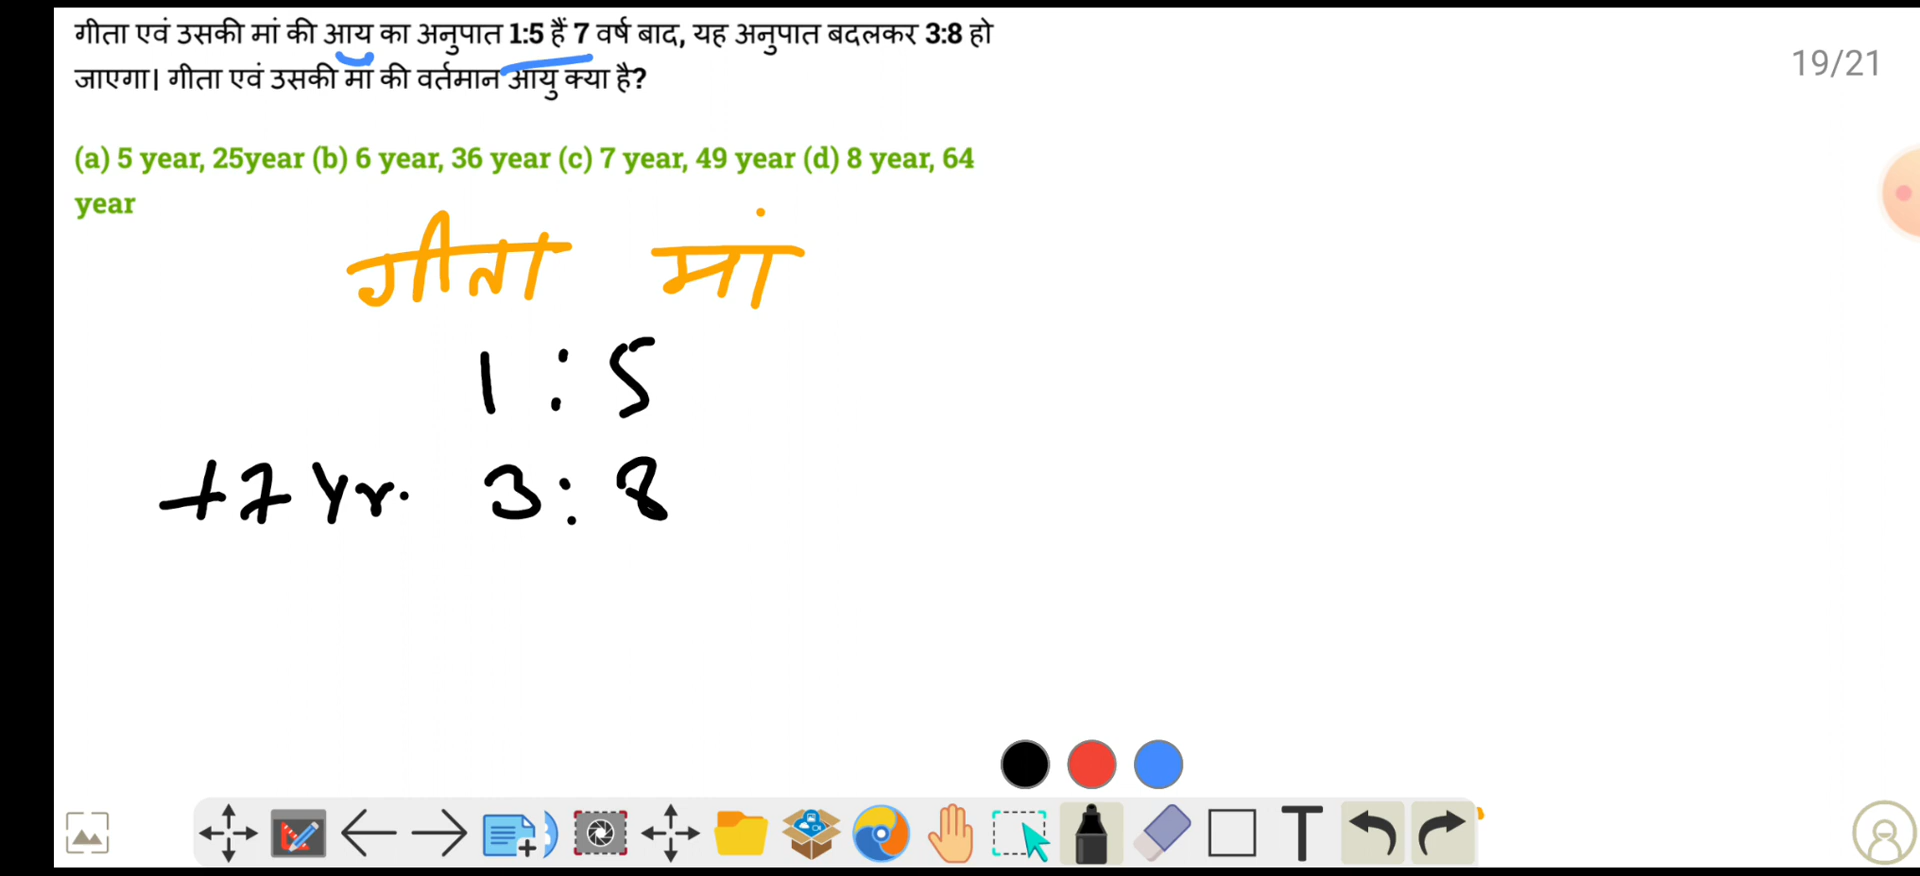 गीता एवं उसकी मां की आय का अनुपात 1:5 हैं 7 वर्ष बाद, यह अनुपात बदलकर 3:8 हो
19/21
जाएगा। गीता एवं उसकी मां की वर्तमान आयु क्या है?
(a) 5 year, 25year (b) 6 year, 36 year (c) 7 year, 49 year (d) 8 year, 64
year
गीता मां
1 : 5
+7 Yr. 3 : 8
T